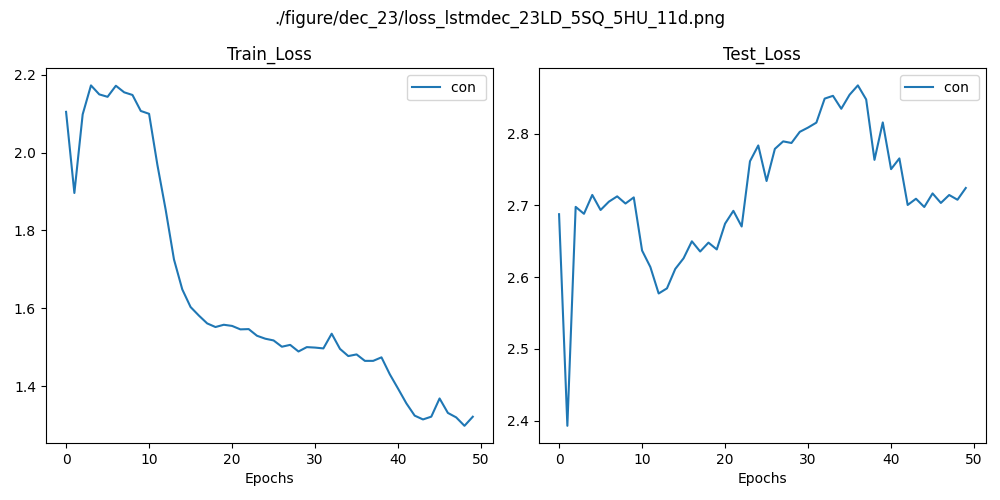 ./figure/dec_23/loss_lstmdec_23LD_5SQ_5HU_11d.png
Train_Loss
con
2.2
2.0
1.8
1.6
1.4
0 10 20 30 40 50
Epochs
Test_Loss
con
2.8
2.7
2.6
2.5
2.4
0 10 20 30 40 50
Epochs